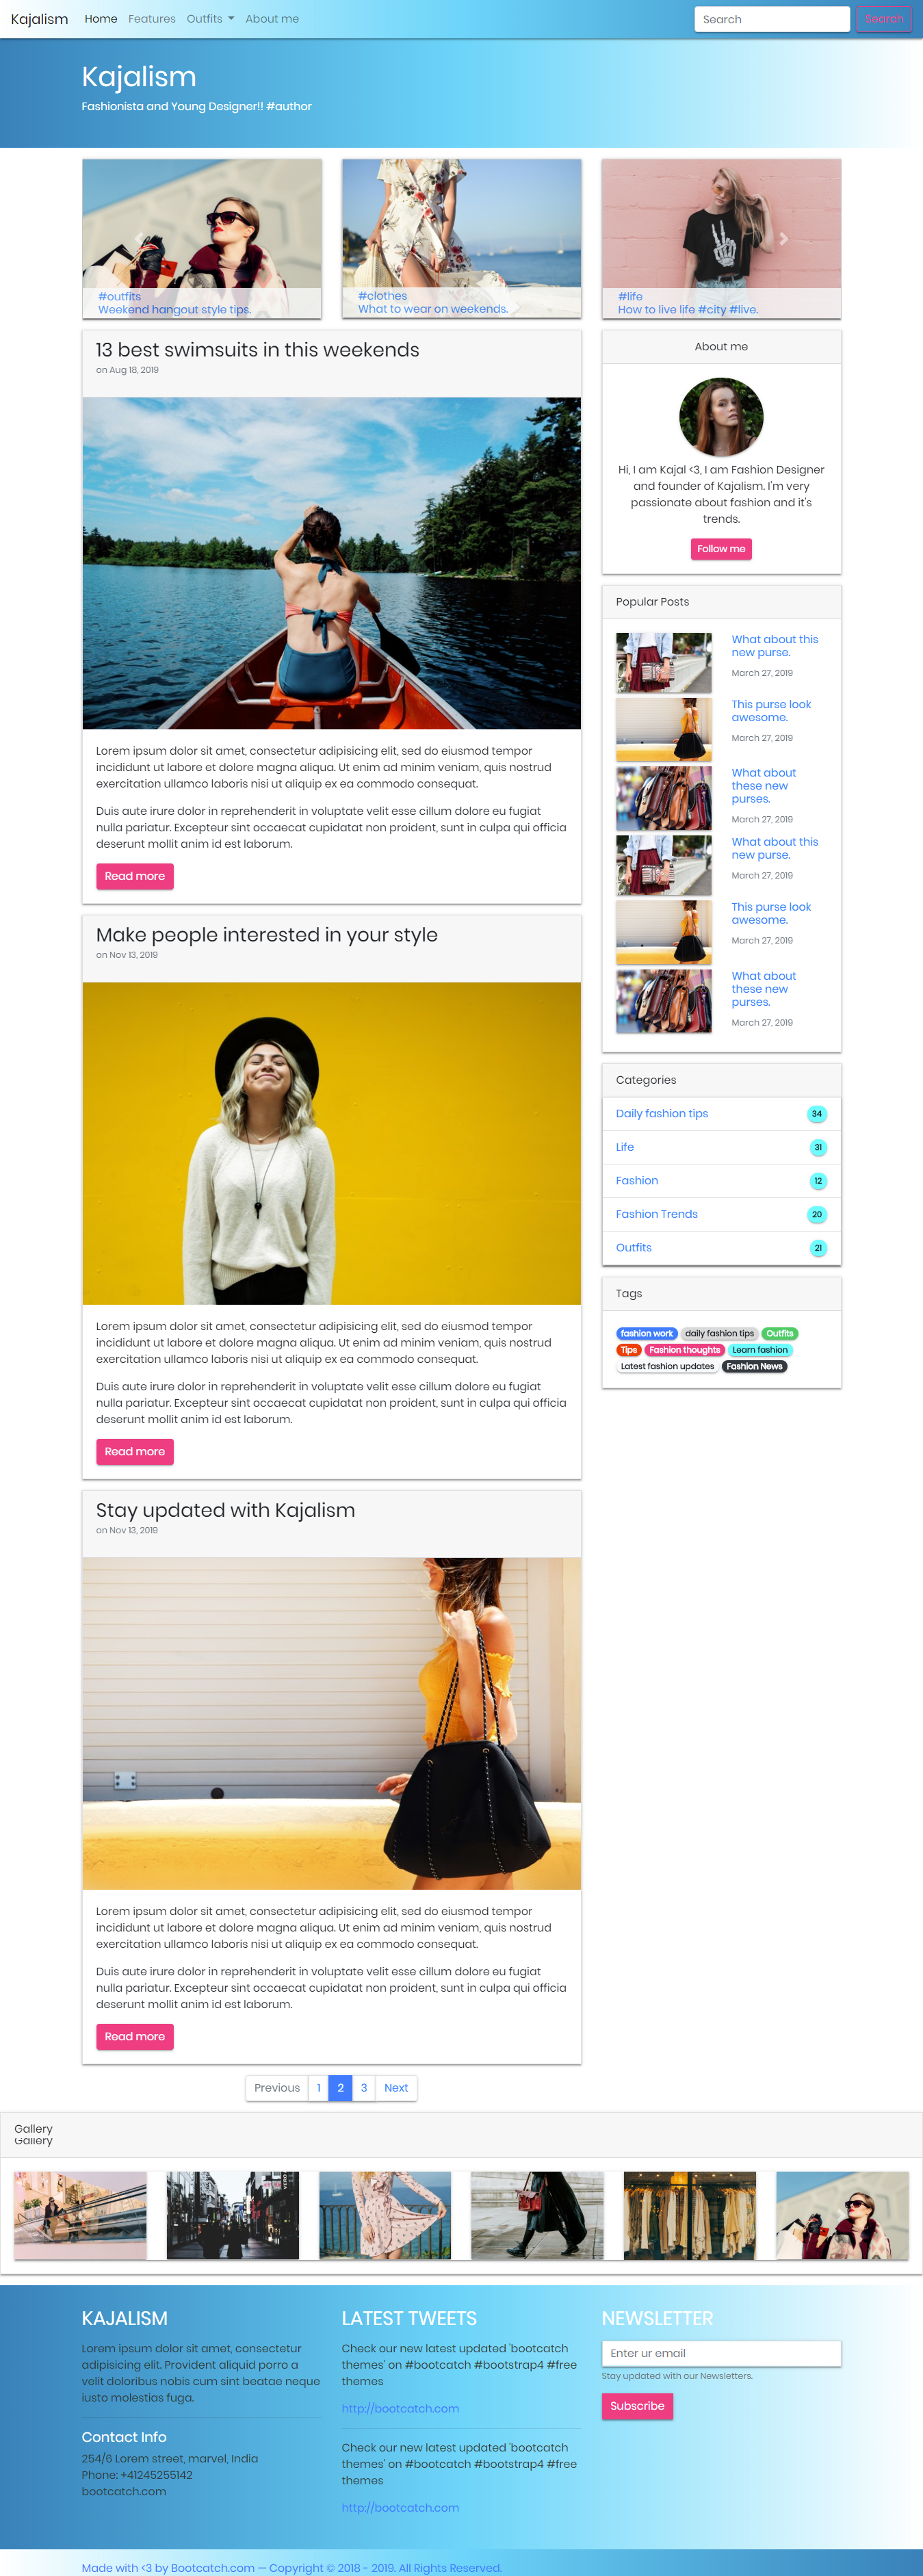 Kajalism Home Features Outfits About me Search Search
Kajalism
Fashionista and Young Designer!! #author
#outfits
Weekend hangout style tips.
#clothes
What to wear on weekends.
#life
How to live life #city #live.
13 best swimsuits in this weekends
on Aug 18, 2019
Lorem ipsum dolor sit amet, consectetur adipisicing elit, sed do eiusmod tempor
incididunt ut labore et dolore magna aliqua. Ut enim ad minim veniam, quis nostrud
exercitation ullamco laboris nisi ut aliquip ex ea commodo consequat.
Duis aute irure dolor in reprehenderit in voluptate velit esse cillum dolore eu fugiat
nulla pariatur. Excepteur sint occaecat cupidatat non proident, sunt in culpa qui officia
deserunt mollit anim id est laborum.
Read more
Make people interested in your style
on Nov 13, 2019
Lorem ipsum dolor sit amet, consectetur adipisicing elit, sed do eiusmod tempor
incididunt ut labore et dolore magna aliqua. Ut enim ad minim veniam, quis nostrud
exercitation ullamco laboris nisi ut aliquip ex ea commodo consequat.
Duis aute irure dolor in reprehenderit in voluptate velit esse cillum dolore eu fugiat
nulla pariatur. Excepteur sint occaecat cupidatat non proident, sunt in culpa qui officia
deserunt mollit anim id est laborum.
Read more
Stay updated with Kajalism
on Nov 13, 2019
Lorem ipsum dolor sit amet, consectetur adipisicing elit, sed do eiusmod tempor
incididunt ut labore et dolore magna aliqua. Ut enim ad minim veniam, quis nostrud
exercitation ullamco laboris nisi ut aliquip ex ea commodo consequat.
Duis aute irure dolor in reprehenderit in voluptate velit esse cillum dolore eu fugiat
nulla pariatur. Excepteur sint occaecat cupidatat non proident, sunt in culpa qui officia
deserunt mollit anim id est laborum.
Read more
Previous 1 2 3 Next
About me
Hi, I am Kajal <3, I am Fashion Designer
and founder of Kajalism. I'm very
passionate about fashion and it's
trends.
Follow me
Popular Posts
What about this
new purse.
March 27, 2019
This purse look
awesome.
March 27, 2019
What about
these new
purses.
March 27, 2019
What about this
new purse.
March 27, 2019
This purse look
awesome.
March 27, 2019
What about
these new
purses.
March 27, 2019
Categories
Daily fashion tips 34
Life 31
Fashion 12
Fashion Trends 20
Outfits 21
Tags
fashion work daily fashion tips Outfits
Tips Fashion thoughts Learn fashion
Latest fashion updates Fashion News
Gallery
Gallery
KAJALISM
Lorem ipsum dolor sit amet, consectetur
adipisicing elit. Provident aliquid porro a
velit doloribus nobis cum sint beatae neque
iusto molestias fuga.
Contact Info
254/6 Lorem street, marvel, India
Phone: +41245255142
bootcatch.com
LATEST TWEETS
Check our new latest updated 'bootcatch
themes' on #bootcatch #bootstrap4 #free
themes
http://bootcatch.com
Check our new latest updated 'bootcatch
themes' on #bootcatch #bootstrap4 #free
themes
http://bootcatch.com
NEWSLETTER
Enter ur email
Stay updated with our Newsletters.
Subscribe
Made with <3 by Bootcatch.com — Copyright © 2018 - 2019. All Rights Reserved.